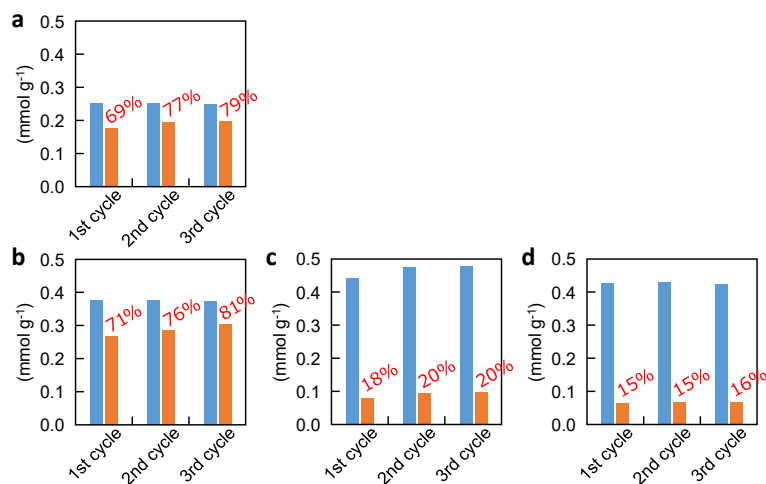 a
(mmol g⁻¹)
0.5
0.4
0.3
0.2
0.1
0.0
69%
77%
79%
1st cycle
2nd cycle
3rd cycle
b
(mmol g⁻¹)
0.5
0.4
0.3
0.2
0.1
0.0
71%
76%
81%
1st cycle
2nd cycle
3rd cycle
c
(mmol g⁻¹)
0.5
0.4
0.3
0.2
0.1
0.0
18%
20%
20%
1st cycle
2nd cycle
3rd cycle
d
(mmol g⁻¹)
0.5
0.4
0.3
0.2
0.1
0.0
15%
15%
16%
1st cycle
2nd cycle
3rd cycle